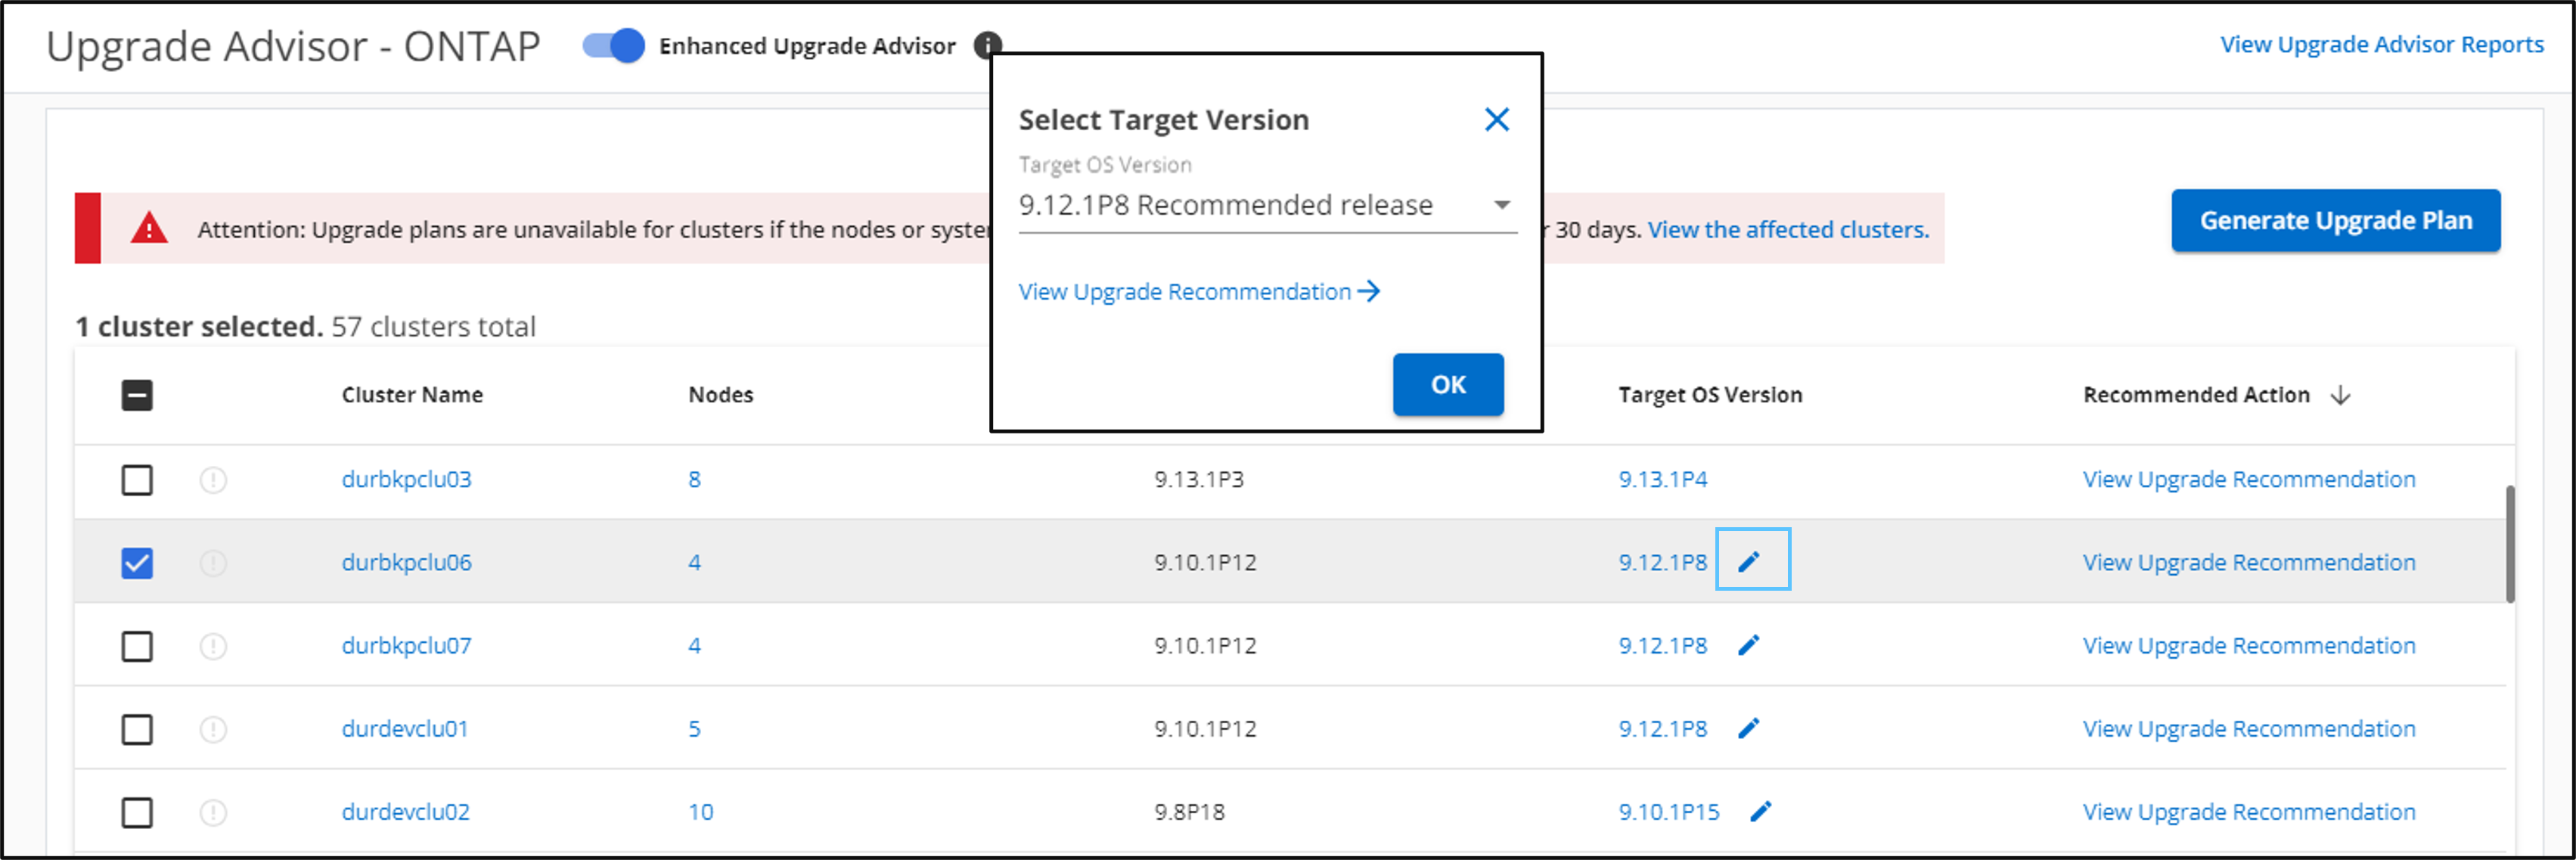 Upgrade Advisor - ONTAP
Enhanced Upgrade Advisor
View Upgrade Advisor Reports
Select Target Version
Target OS Version
9.12.1P8 Recommended release
View Upgrade Recommendation
OK
Attention: Upgrade plans are unavailable for clusters if the nodes or 30 days. View the affected clusters.
Generate Upgrade Plan
1 cluster selected. 57 clusters total
Cluster Name Nodes Target OS Version Recommended Action
durbkpclu03 8 9.13.1P3 9.13.1P4 View Upgrade Recommendation
durbkpclu06 4 9.10.1P12 9.12.1P8 View Upgrade Recommendation
durbkpclu07 4 9.10.1P12 9.12.1P8 View Upgrade Recommendation
durdevclu01 5 9.10.1P12 9.12.1P8 View Upgrade Recommendation
durdevclu02 10 9.8P18 9.10.1P15 View Upgrade Recommendation